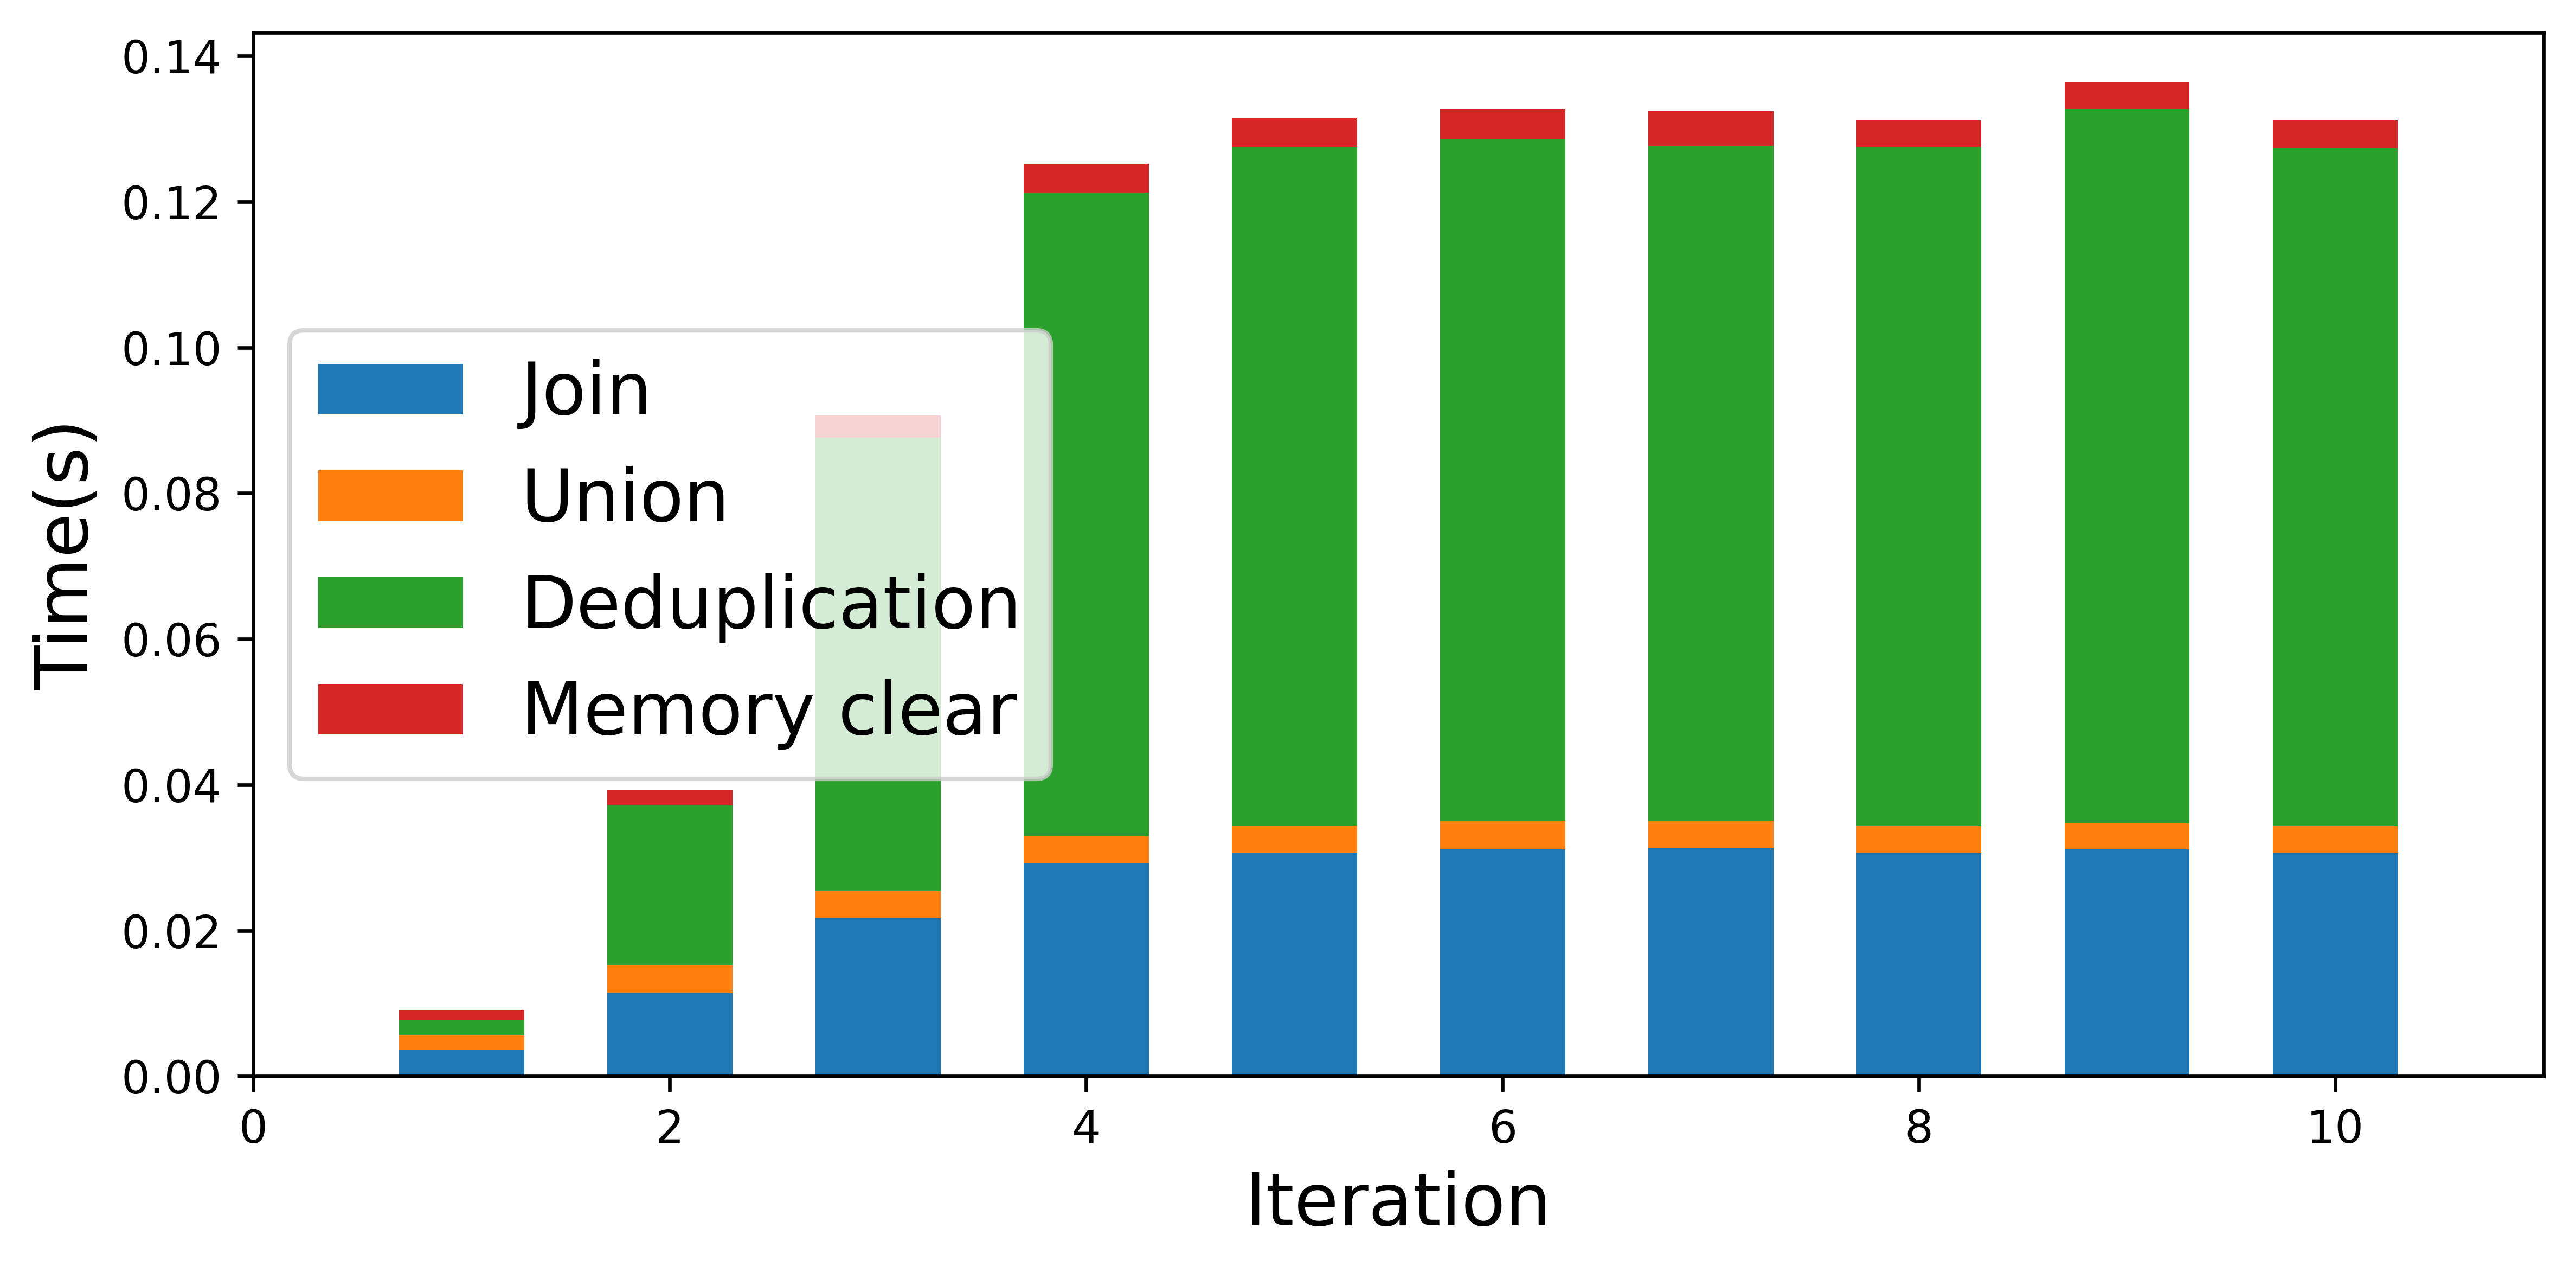 0.14
0.12
0.10
0.08
0.06
0.04
0.02
0.00
Time(s)
Join
Union
Deduplication
Memory clear
0 2 4 6 8 10
Iteration